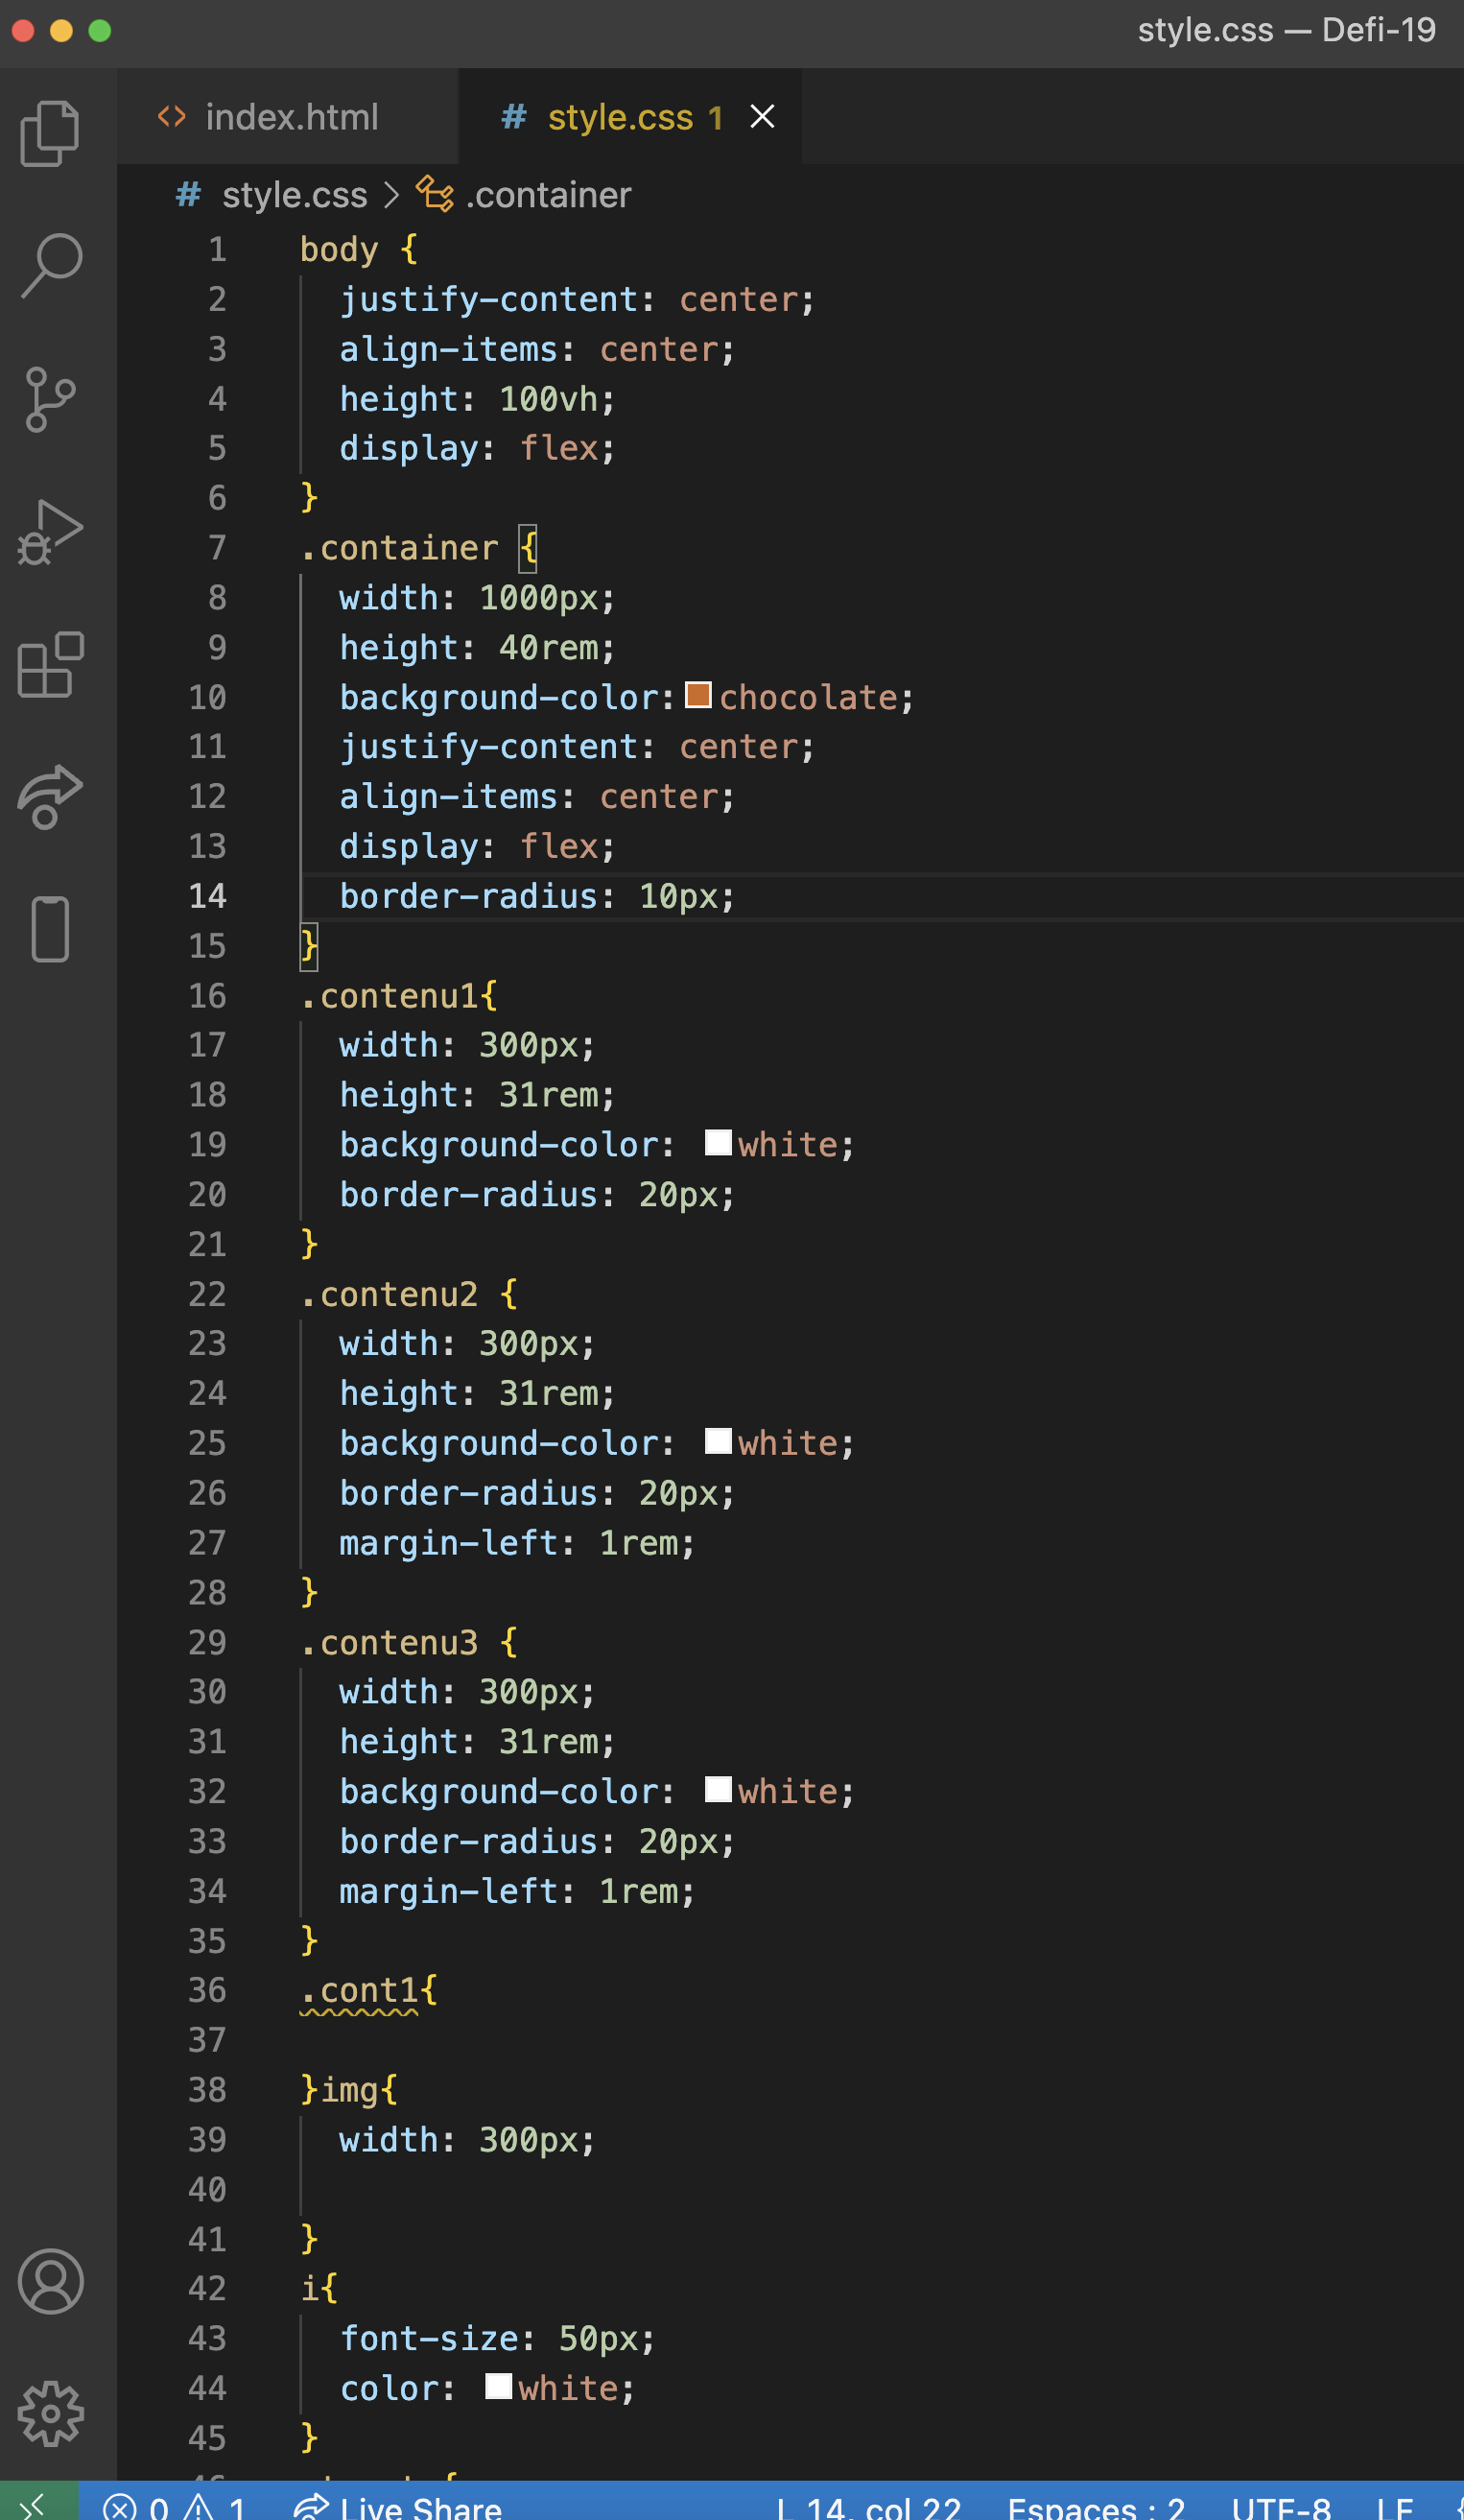 style.css — Defi-19
<> index.html # style.css 1
# style.css > .container
1 body {
2 justify-content: center;
3 align-items: center;
4 height: 100vh;
5 display: flex;
6 }
7 .container {
8 width: 1000px;
9 height: 40rem;
10 background-color: chocolate;
11 justify-content: center;
12 align-items: center;
13 display: flex;
14 border-radius: 10px;
15 }
16 .contenu1{
17 width: 300px;
18 height: 31rem;
19 background-color: white;
20 border-radius: 20px;
21 }
22 .contenu2 {
23 width: 300px;
24 height: 31rem;
25 background-color: white;
26 border-radius: 20px;
27 margin-left: 1rem;
28 }
29 .contenu3 {
30 width: 300px;
31 height: 31rem;
32 background-color: white;
33 border-radius: 20px;
34 margin-left: 1rem;
35 }
36 .cont1{
37
38 }img{
39 width: 300px;
40
41 }
42 i{
43 font-size: 50px;
44 color: white;
45 }
0 1 Live Share L 14, col 22 Espaces : 2 UTF-8 LF